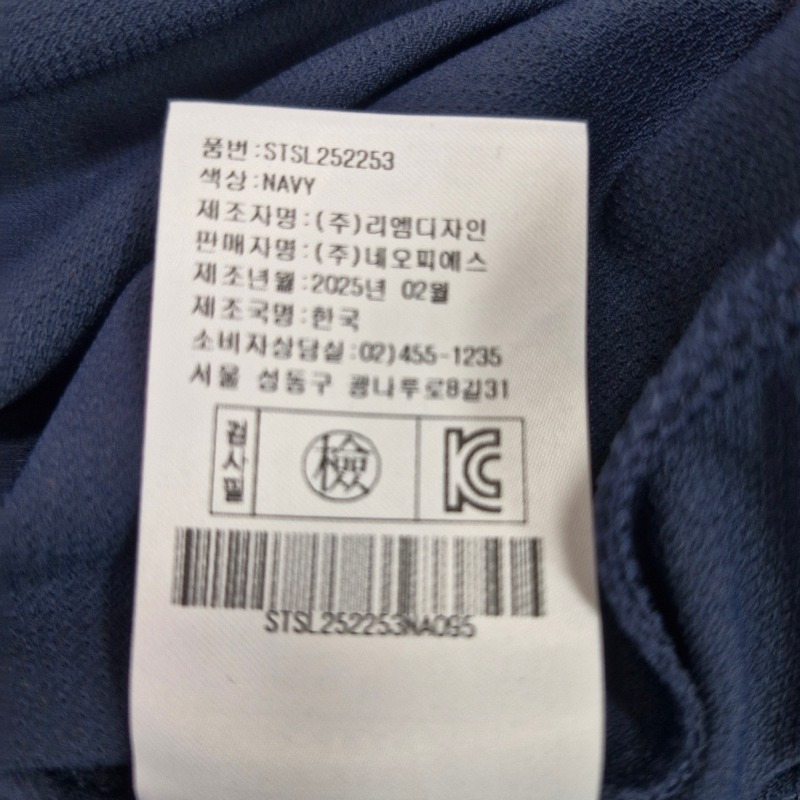 품번:STSL252253
색상:NAVY
제조자명:(주)리엠디자인
판매자명:(주)네오피에스
제조년월:2025년 02월
제조국명:한국
소비자상담실:02)455-1235
서울 성동구 광나루로8길31
검사필
檢
KC
STSL252253NA095